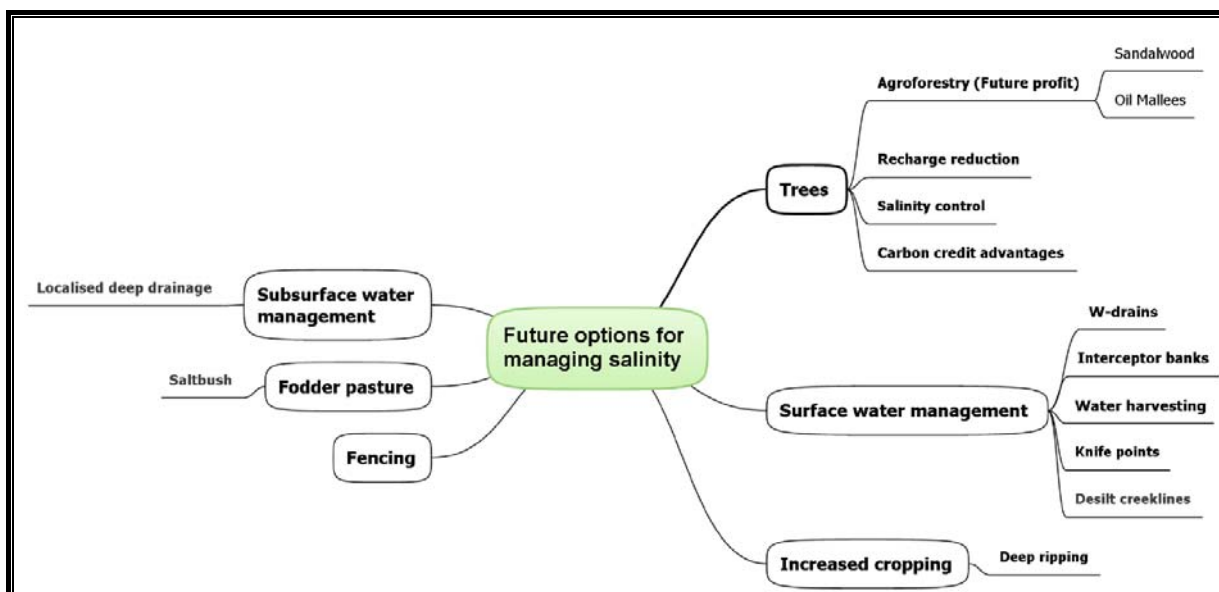 Future options for
managing salinity
Trees
Agroforestry (Future profit)
Sandalwood
Oil Mallees
Recharge reduction
Salinity control
Carbon credit advantages
Surface water management
W-drains
Interceptor banks
Water harvesting
Knife points
Desilt creeklines
Increased cropping
Deep ripping
Subsurface water
management
Localised deep drainage
Fodder pasture
Saltbush
Fencing